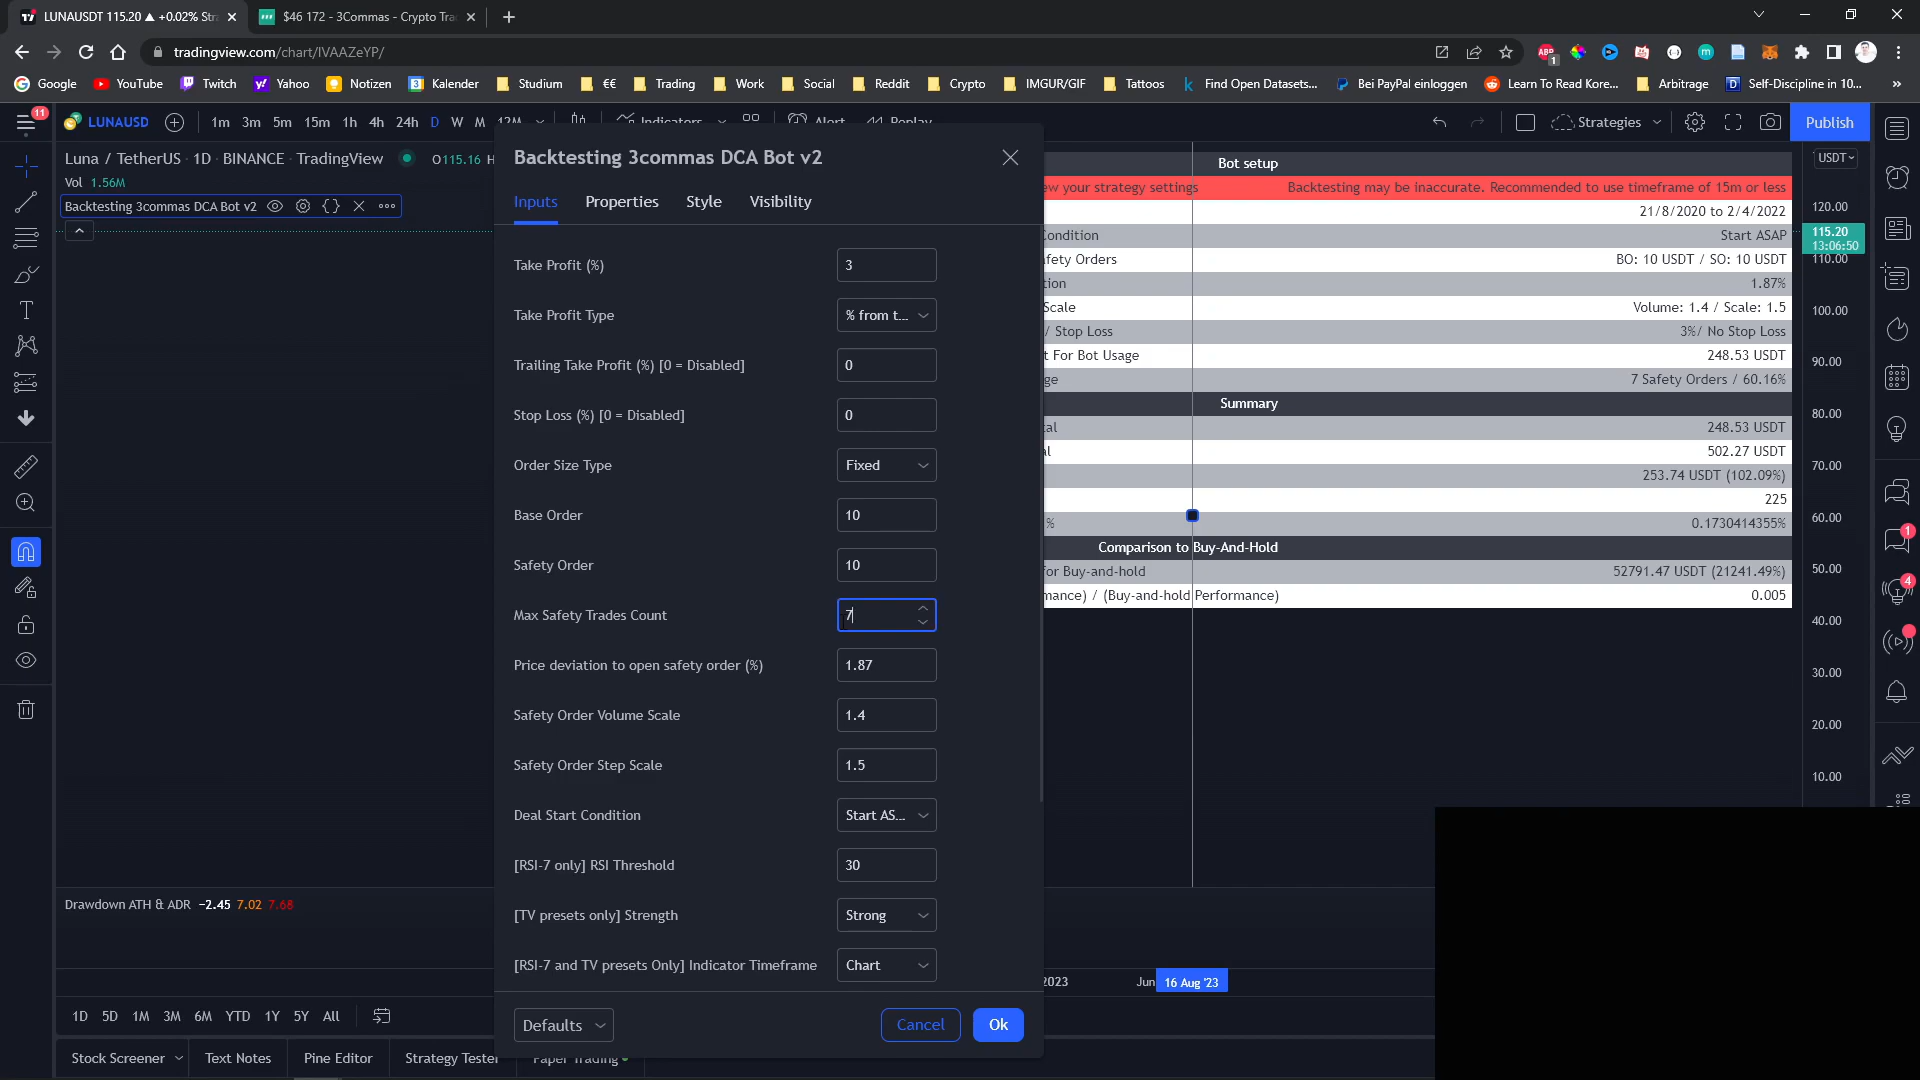 LUNAUSDT 115.20 ▲ +0.02% Str
$46 172 - 3Commas - Crypto Tra
tradingview.com/chart/IVAAZeYP/
ABP
1
Google
YouTube
Twitch
Yahoo
Notizen
Kalender
Studium
€€
Trading
Work
Social
Reddit
Crypto
IMGUR/GIF
Tattoos
Find Open Datasets...
Bei PayPal einloggen
Learn To Read Kore...
Arbitrage
Self-Discipline in 10...
»
11
LUNAUSD
1m 3m 5m 15m 1h 4h 24h D W M 12M
Indicators
Alert
Replay
Strategies
Publish
Luna / TetherUS · 1D · BINANCE · TradingView
O115.16 H
Vol 1.56M
Backtesting 3commas DCA Bot v2
Backtesting 3commas DCA Bot v2
Inputs Properties Style Visibility
Take Profit (%)
3
Take Profit Type
% from t...
Trailing Take Profit (%) [0 = Disabled]
0
Stop Loss (%) [0 = Disabled]
0
Order Size Type
Fixed
Base Order
10
Safety Order
10
Max Safety Trades Count
7
Price deviation to open safety order (%)
1.87
Safety Order Volume Scale
1.4
Safety Order Step Scale
1.5
Deal Start Condition
Start AS...
[RSI-7 only] RSI Threshold
30
[TV presets only] Strength
Strong
[RSI-7 and TV presets Only] Indicator Timeframe
Chart
Defaults
Cancel
Ok
Bot setup
ew your strategy settings
Backtesting may be inaccurate. Recommended to use timeframe of 15m or less
21/8/2020 to 2/4/2022
Condition
Start ASAP
afety Orders
BO: 10 USDT / SO: 10 USDT
tion
1.87%
Scale
Volume: 1.4 / Scale: 1.5
/ Stop Loss
3%/ No Stop Loss
t For Bot Usage
248.53 USDT
ge
7 Safety Orders / 60.16%
Summary
tal
248.53 USDT
al
502.27 USDT
253.74 USDT (102.09%)
225
%
0.1730414355%
Comparison to Buy-And-Hold
for Buy-and-hold
52791.47 USDT (21241.49%)
mance) / (Buy-and-hold Performance)
0.005
USDT
120.00
115.20
13:06:50
110.00
100.00
90.00
80.00
70.00
60.00
50.00
40.00
30.00
20.00
10.00
1
4
Drawdown ATH & ADR −2.45 7.02 7.68
2023
Jun
16 Aug '23
1D 5D 1M 3M 6M YTD 1Y 5Y All
Stock Screener
Text Notes
Pine Editor
Strategy Tester
Paper Trading